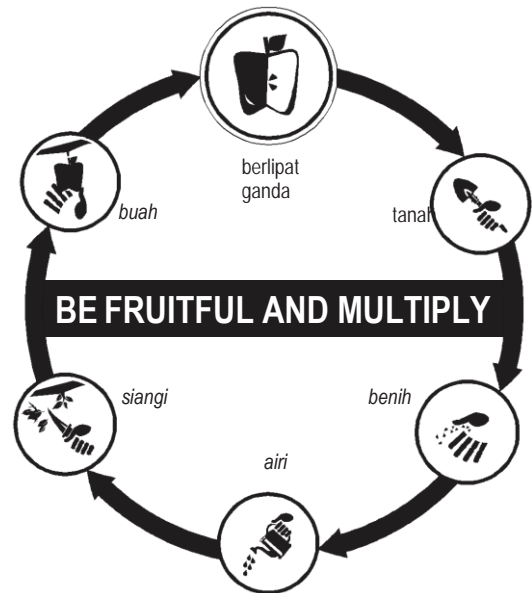 berlipat
ganda
buah
tanah
BE FRUITFUL AND MULTIPLY
siangi
benih
airi